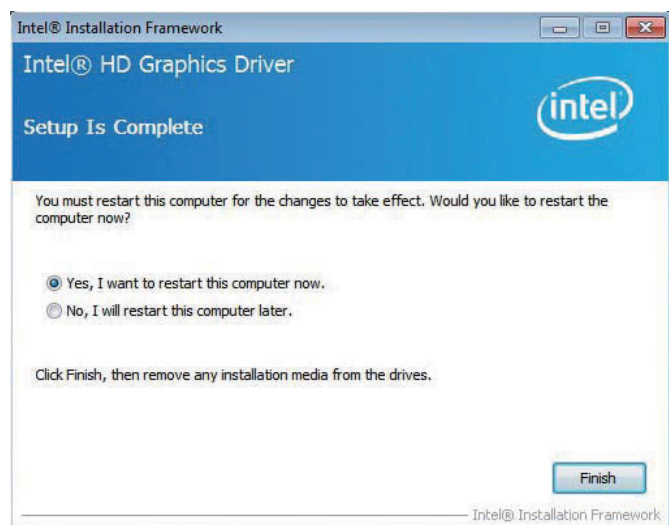 Intel® Installation Framework
Intel® HD Graphics Driver
intel
Setup Is Complete
You must restart this computer for the changes to take effect. Would you like to restart the
computer now?
Yes, I want to restart this computer now.
No, I will restart this computer later.
Click Finish, then remove any installation media from the drives.
Finish
Intel® Installation Framework